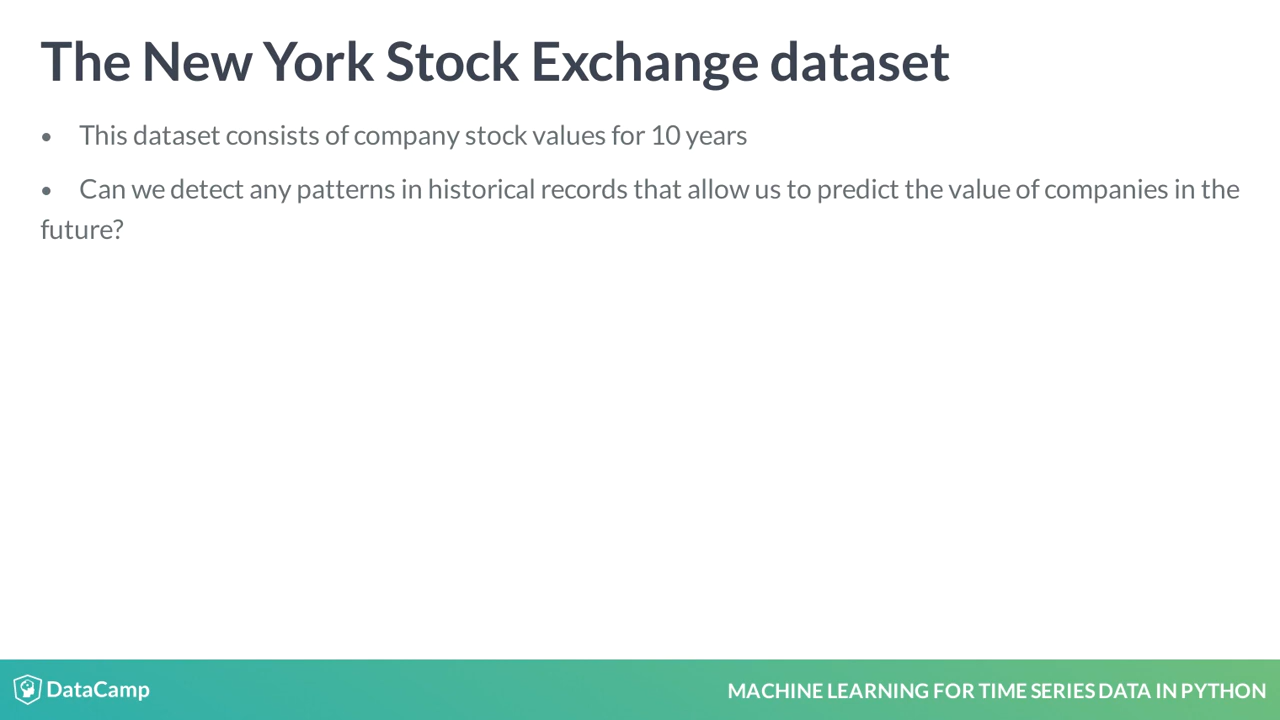 The New York Stock Exchange dataset
• This dataset consists of company stock values for 10 years
• Can we detect any patterns in historical records that allow us to predict the value of companies in the
future?
DataCamp
MACHINE LEARNING FOR TIME SERIES DATA IN PYTHON